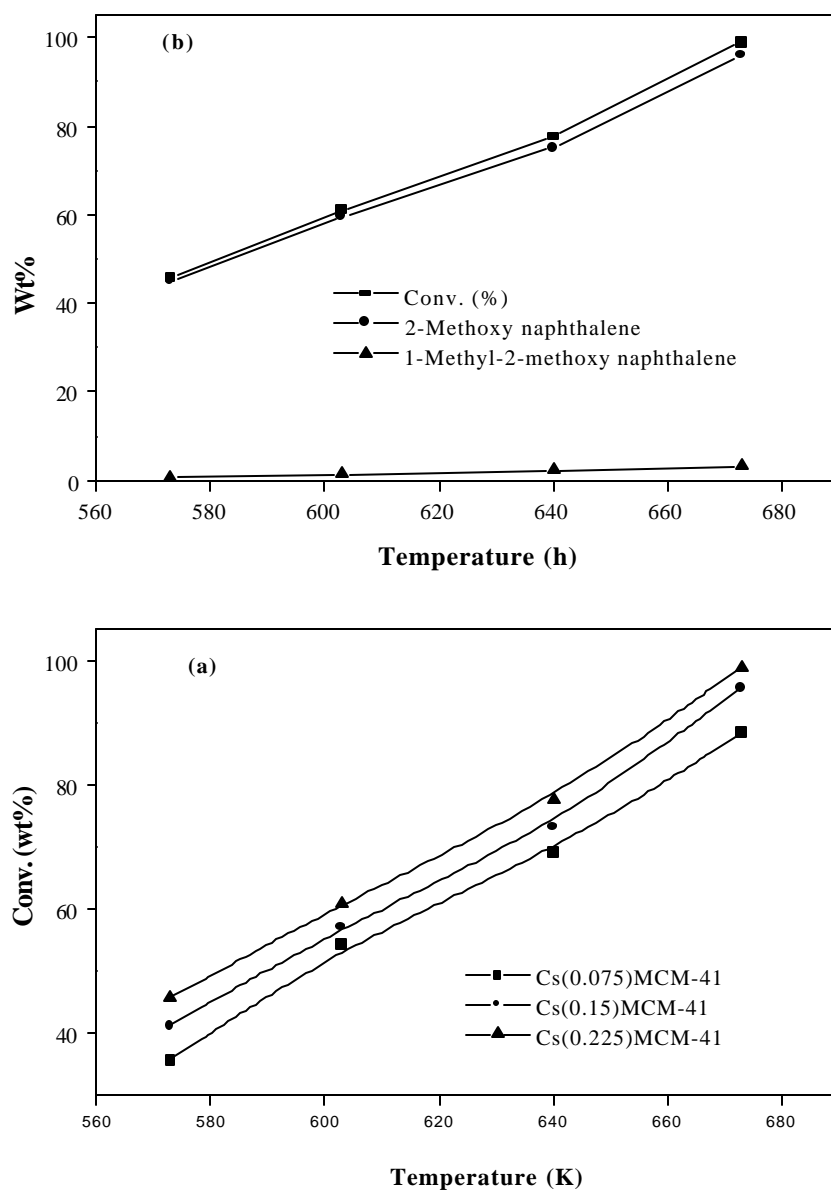 (b)
100
80
60
40
20
0
Wt%
Conv. (%)
2-Methoxy naphthalene
1-Methyl-2-methoxy naphthalene
560 580 600 620 640 660 680
Temperature (h)
(a)
100
80
60
40
Conv. (wt%)
Cs(0.075)MCM-41
Cs(0.15)MCM-41
Cs(0.225)MCM-41
560 580 600 620 640 660 680
Temperature (K)